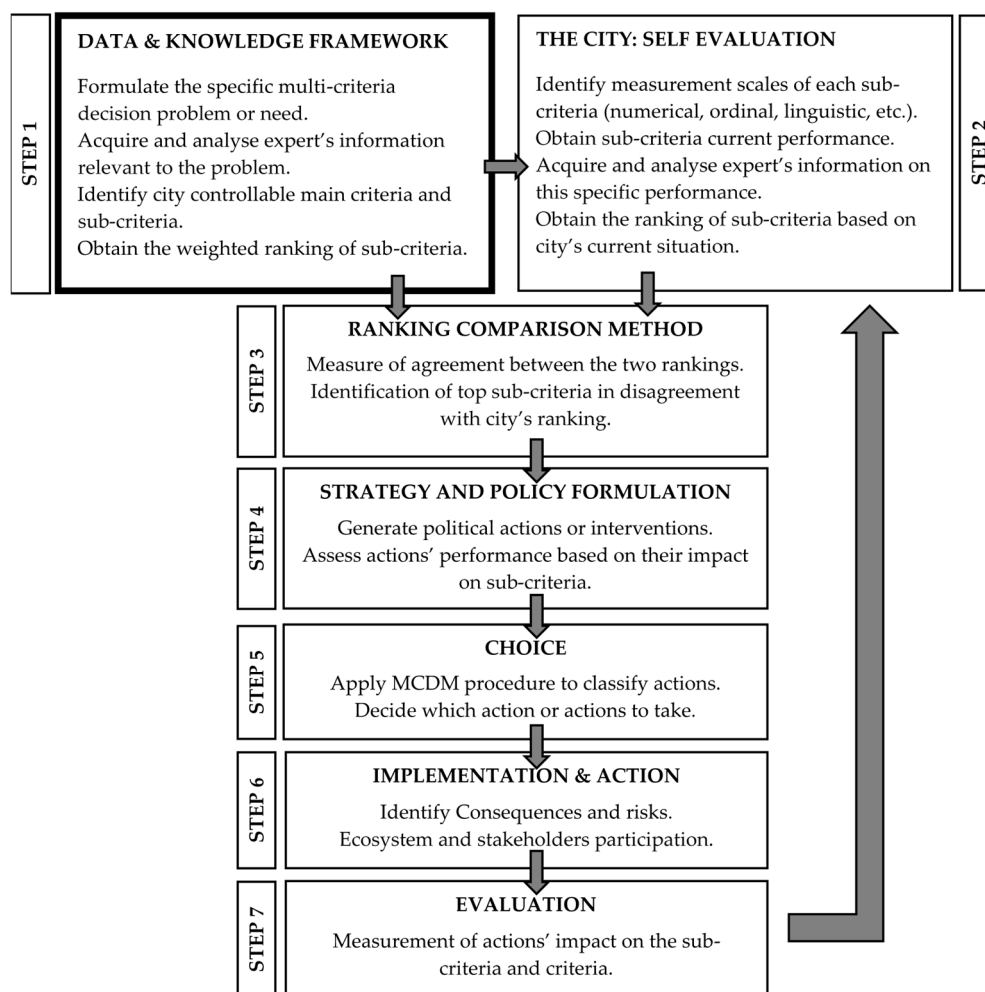 STEP 1
DATA & KNOWLEDGE FRAMEWORK
Formulate the specific multi-criteria
decision problem or need.
Acquire and analyse expert’s information
relevant to the problem.
Identify city controllable main criteria and
sub-criteria.
Obtain the weighted ranking of sub-criteria.
THE CITY: SELF EVALUATION
Identify measurement scales of each sub-
criteria (numerical, ordinal, linguistic, etc.).
Obtain sub-criteria current performance.
Acquire and analyse expert’s information on
this specific performance.
Obtain the ranking of sub-criteria based on
city’s current situation.
STEP 2
STEP 3
RANKING COMPARISON METHOD
Measure of agreement between the two rankings.
Identification of top sub-criteria in disagreement
with city’s ranking.
STEP 4
STRATEGY AND POLICY FORMULATION
Generate political actions or interventions.
Assess actions’ performance based on their impact
on sub-criteria.
STEP 5
CHOICE
Apply MCDM procedure to classify actions.
Decide which action or actions to take.
STEP 6
IMPLEMENTATION & ACTION
Identify Consequences and risks.
Ecosystem and stakeholders participation.
STEP 7
EVALUATION
Measurement of actions’ impact on the sub-
criteria and criteria.